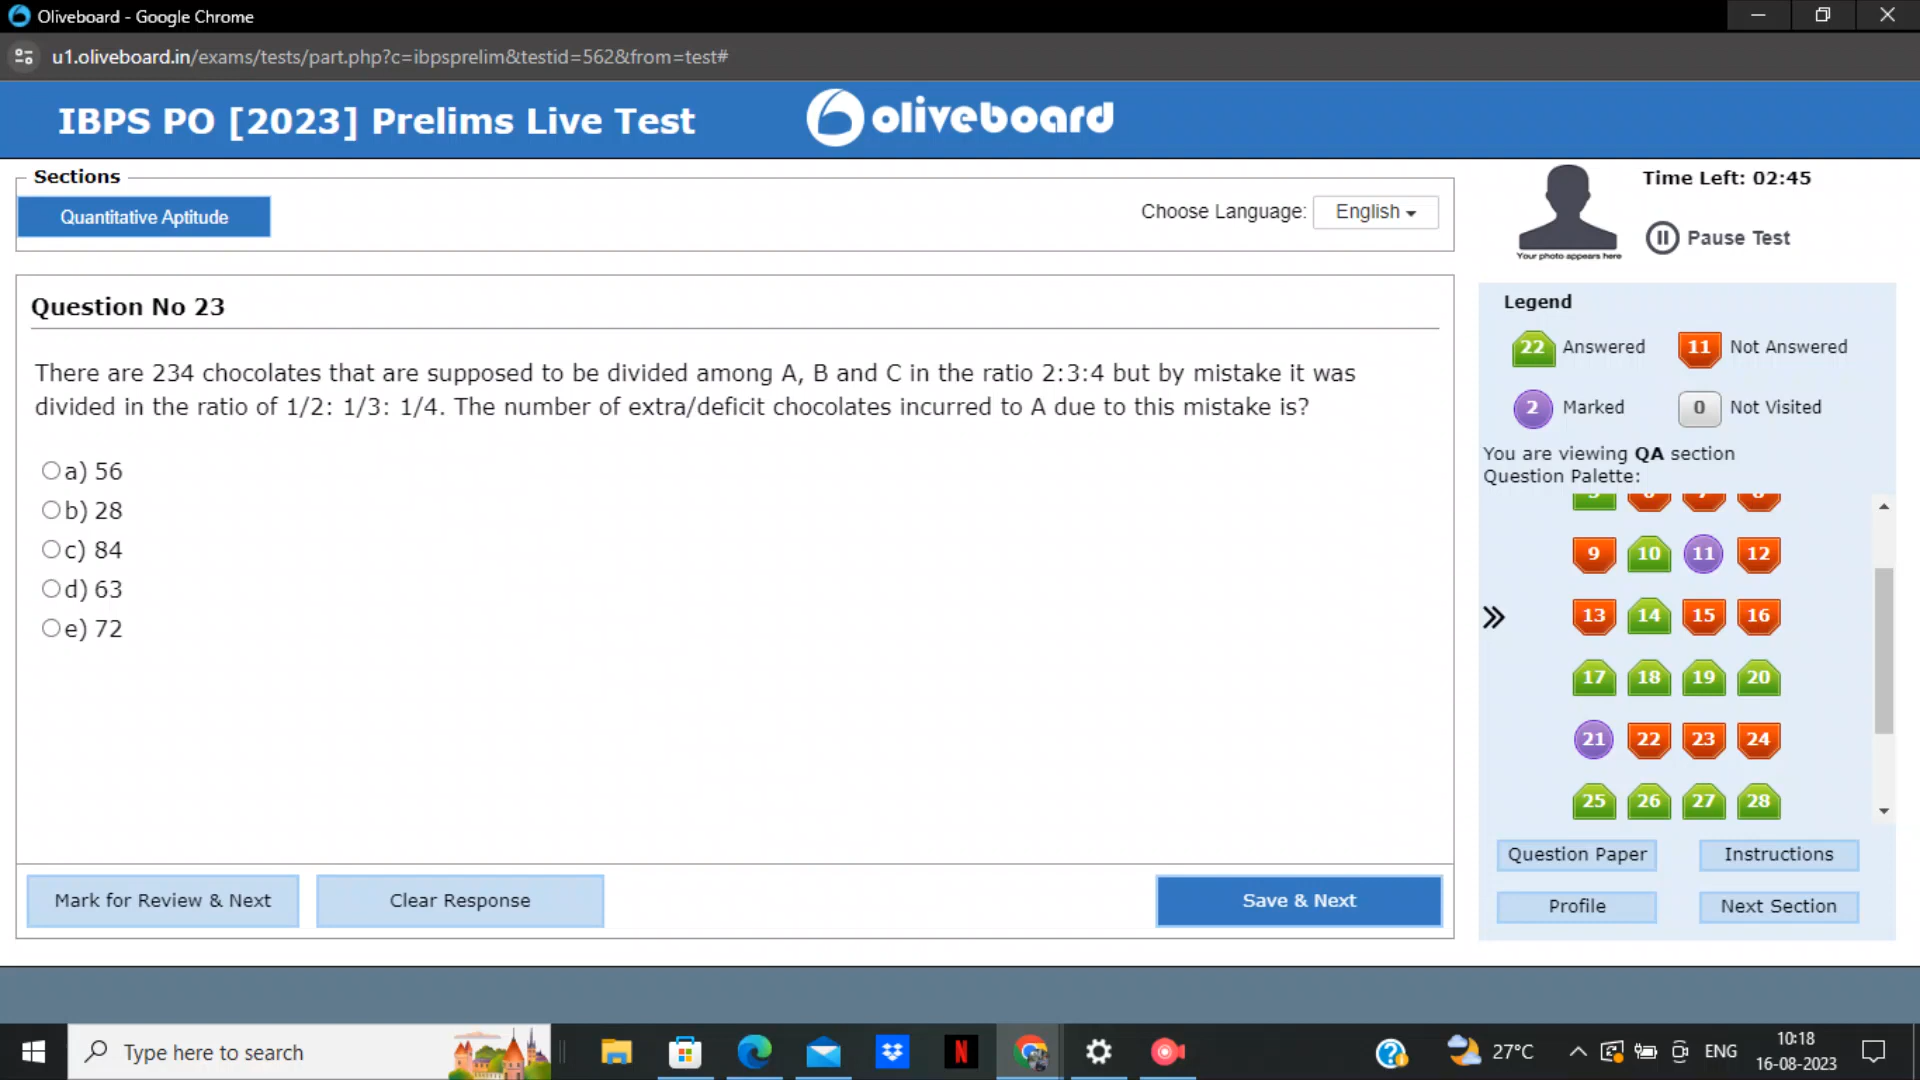 Oliveboard - Google Chrome
u1.oliveboard.in/exams/tests/part.php?c=ibpsprelim&testid=562&from=test#
IBPS PO [2023] Prelims Live Test
oliveboard
Sections
Quantitative Aptitude
Choose Language: English
Time Left: 02:45
Your photo appears here
Pause Test
Question No 23
There are 234 chocolates that are supposed to be divided among A, B and C in the ratio 2:3:4 but by mistake it was
divided in the ratio of 1/2: 1/3: 1/4. The number of extra/deficit chocolates incurred to A due to this mistake is?
a) 56
b) 28
c) 84
d) 63
e) 72
Mark for Review & Next
Clear Response
Save & Next
Legend
22 Answered 11 Not Answered
2 Marked 0 Not Visited
You are viewing QA section
Question Palette:
5 6 7 8
9 10 11 12
13 14 15 16
17 18 19 20
21 22 23 24
25 26 27 28
Question Paper Instructions
Profile Next Section
Type here to search
N
27°C
ENG
10:18
16-08-2023